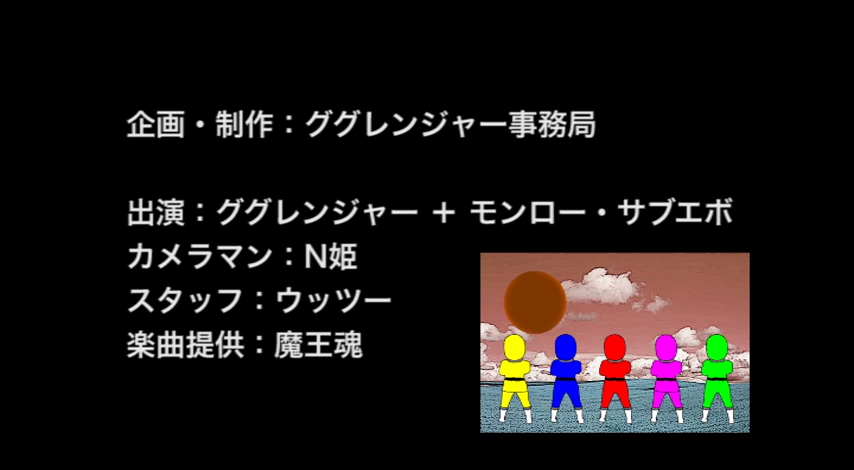 企画・制作：ググレンジャー事務局
出演：ググレンジャー ＋ モンロー・サブエボ
カメラマン：N姫
スタッフ：ウッツー
楽曲提供：魔王魂